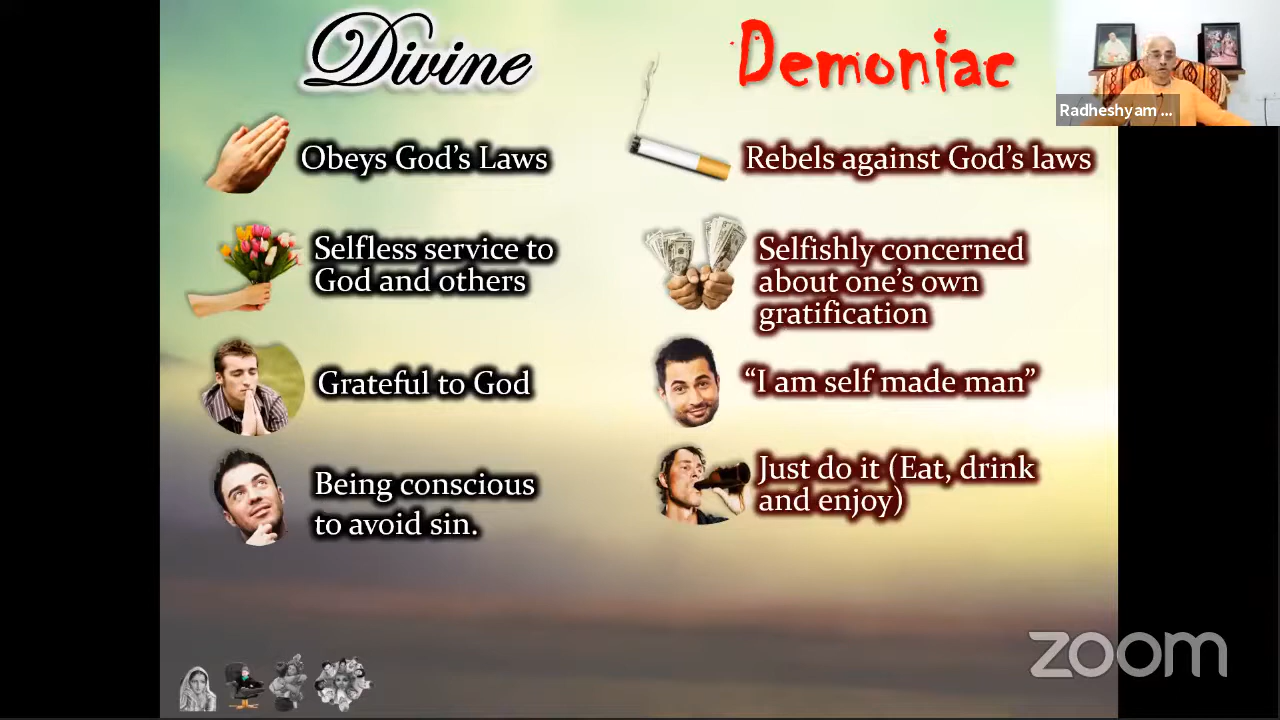 Divine
Demoniac
Radheshyam ...
Obeys God's Laws
Rebels against God's laws
Selfless service to
God and others
Selfishly concerned
about one's own
gratification
Grateful to God
“I am self made man”
Being conscious
to avoid sin.
Just do it (Eat, drink
and enjoy)
zoom